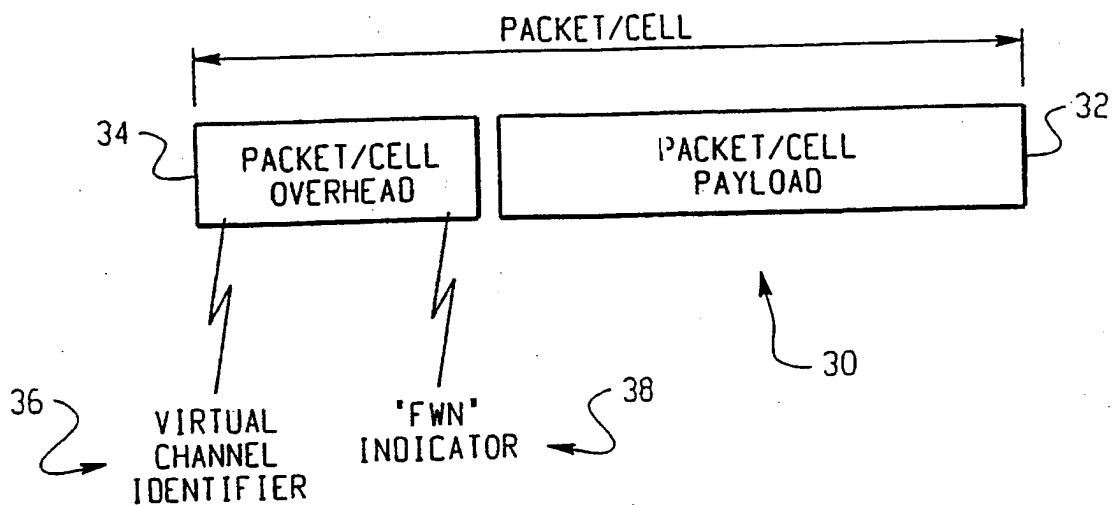 PACKET/CELL
34
PACKET/CELL
OVERHEAD
PACKET/CELL
PAYLOAD
32
30
36
VIRTUAL
CHANNEL
IDENTIFIER
"FWN"
INDICATOR
38